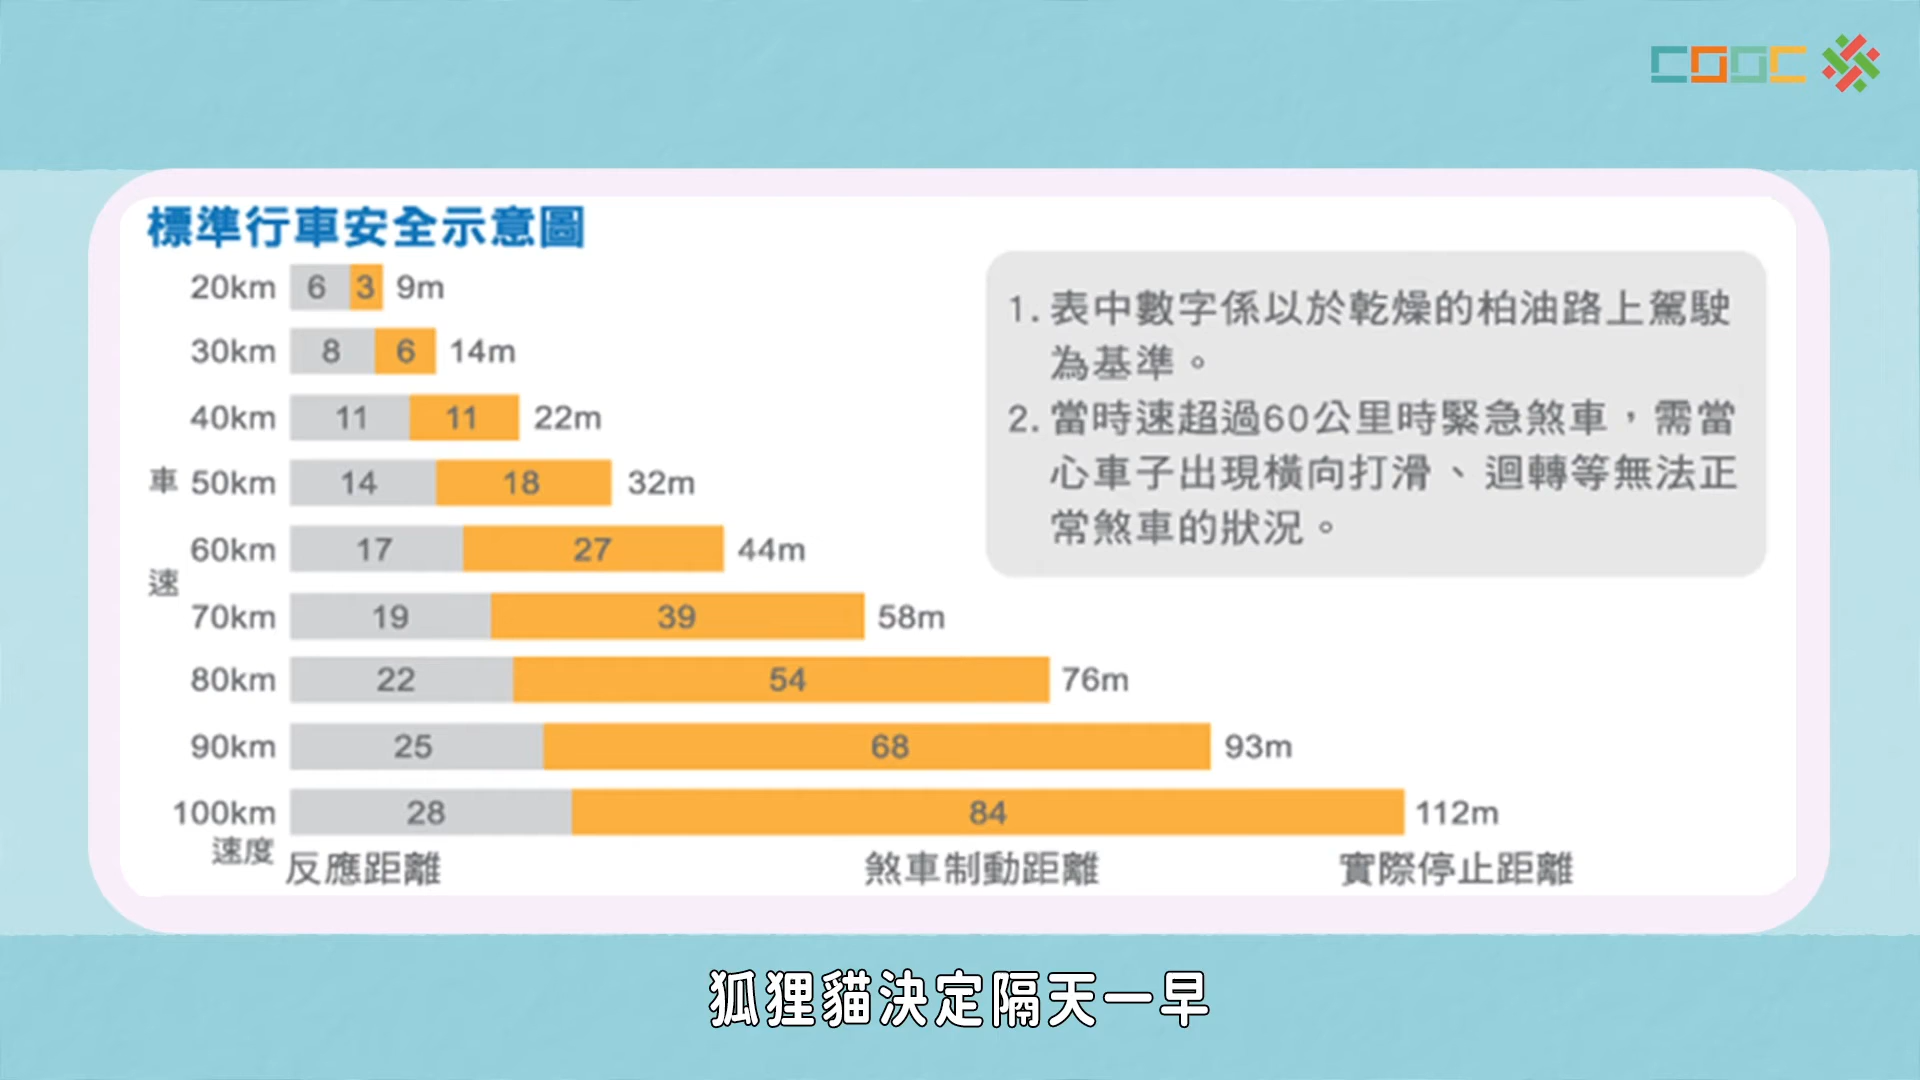 COOC
標準行車安全示意圖
20km 6 3 9m
30km 8 6 14m
40km 11 11 22m
車 50km 14 18 32m
60km 17 27 44m
速
70km 19 39 58m
80km 22 54 76m
90km 25 68 93m
100km 28 84 112m
速度 反應距離 煞車制動距離 實際停止距離
1. 表中數字係以於乾燥的柏油路上駕駛
為基準。
2. 當時速超過60公里時緊急煞車，需當
心車子出現橫向打滑、迴轉等無法正
常煞車的狀況。
狐狸貓決定隔天一早